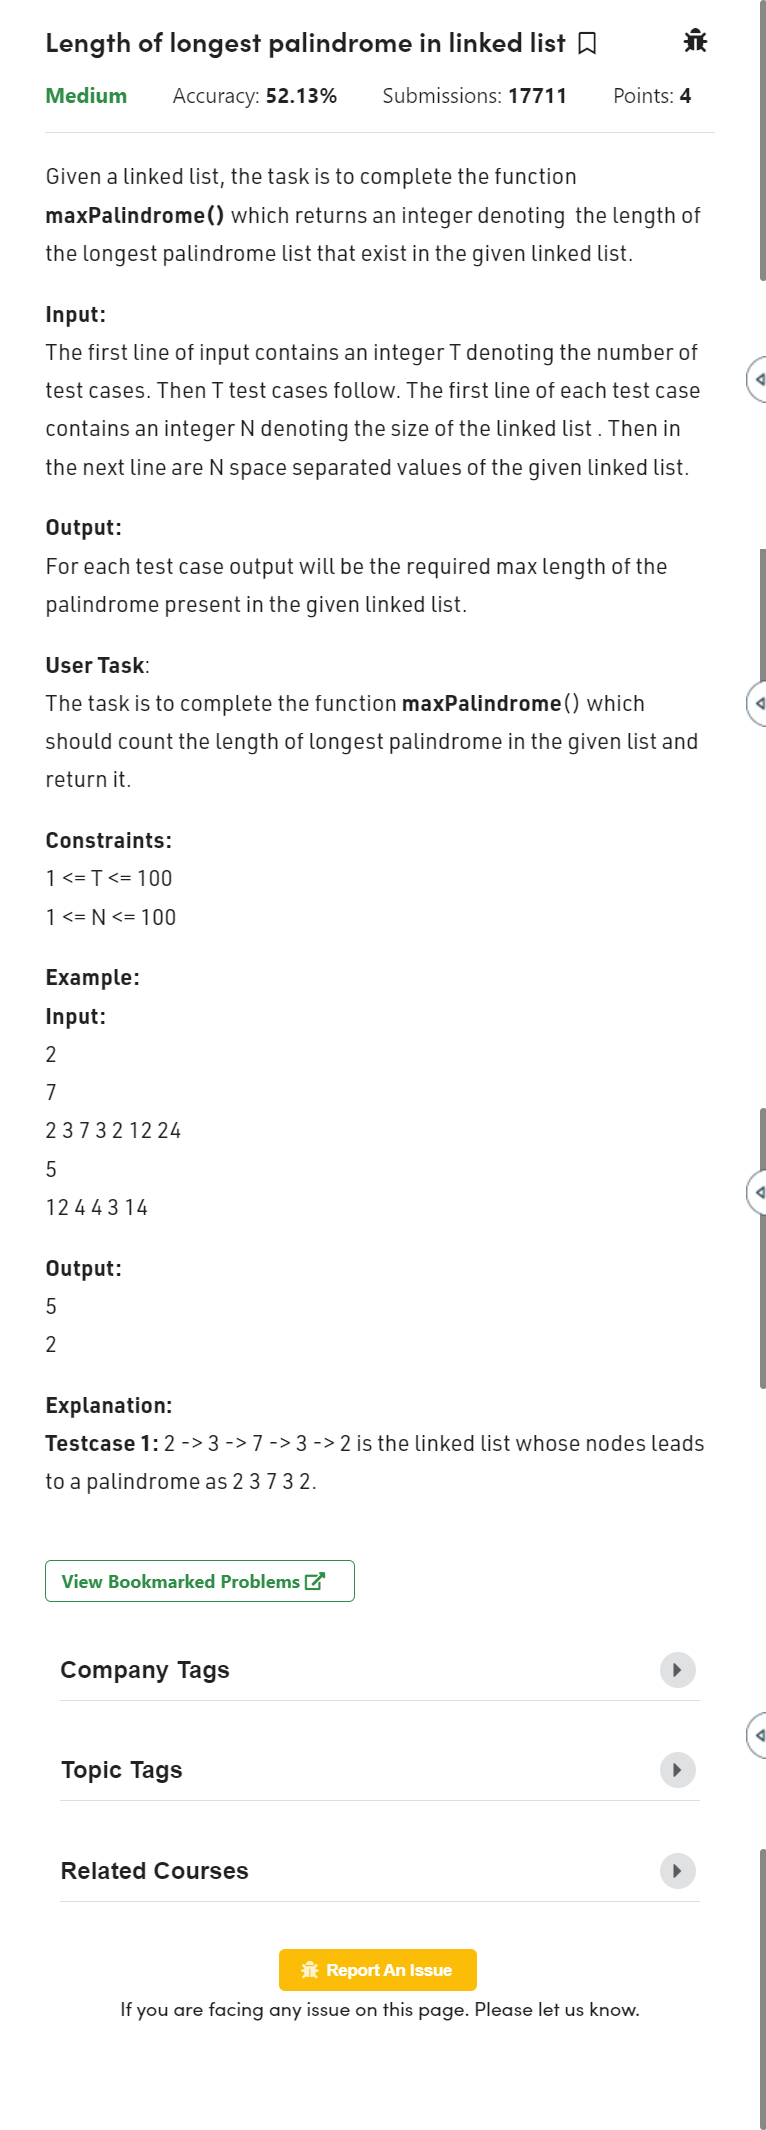 Length of longest palindrome in linked list
Medium Accuracy: 52.13% Submissions: 17711 Points: 4
Given a linked list, the task is to complete the function
maxPalindrome() which returns an integer denoting the length of
the longest palindrome list that exist in the given linked list.
Input:
The first line of input contains an integer T denoting the number of
test cases. Then T test cases follow. The first line of each test case
contains an integer N denoting the size of the linked list . Then in
the next line are N space separated values of the given linked list.
Output:
For each test case output will be the required max length of the
palindrome present in the given linked list.
User Task:
The task is to complete the function maxPalindrome() which
should count the length of longest palindrome in the given list and
return it.
Constraints:
1 <= T <= 100
1 <= N <= 100
Example:
Input:
2
7
2 3 7 3 2 12 24
5
12 4 4 3 14
Output:
5
2
Explanation:
Testcase 1: 2 -> 3 -> 7 -> 3 -> 2 is the linked list whose nodes leads
to a palindrome as 2 3 7 3 2.
View Bookmarked Problems
Company Tags
Topic Tags
Related Courses
Report An Issue
If you are facing any issue on this page. Please let us know.